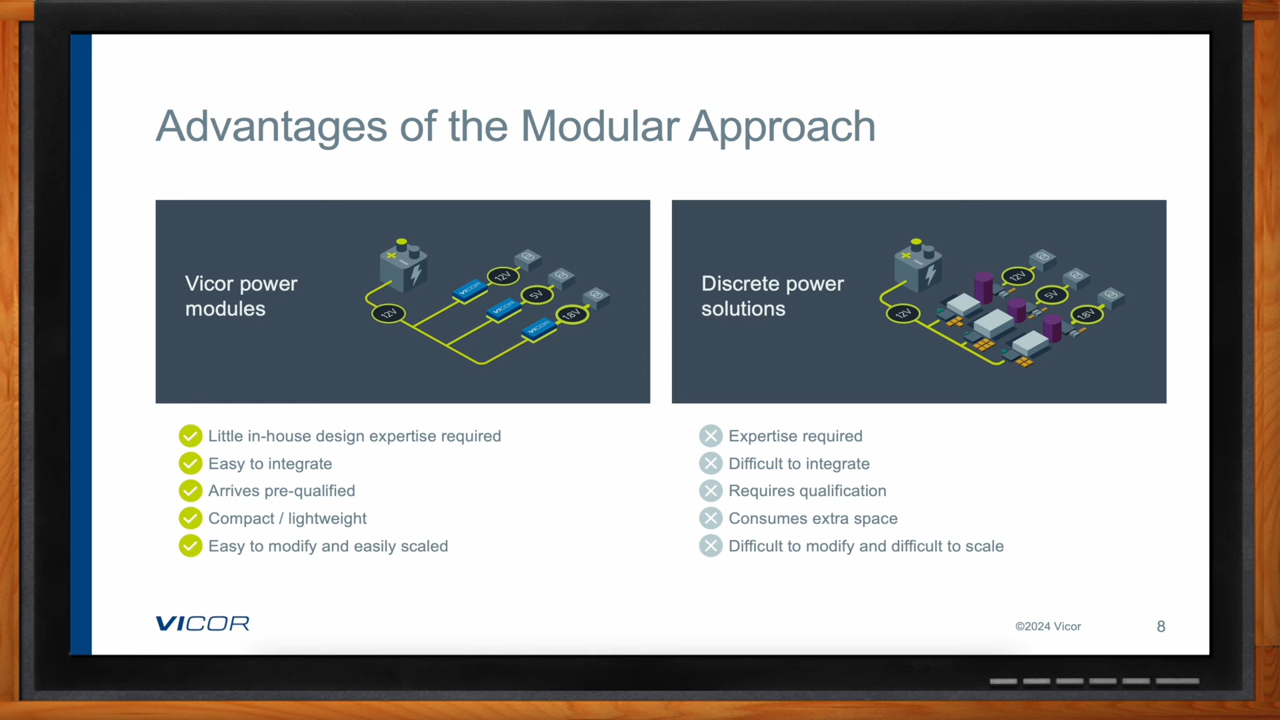 Advantages of the Modular Approach
Vicor power
modules
12V
VICOR
12V
VICOR
5V
VICOR
18V
Discrete power
solutions
12V
12V
5V
18V
Little in-house design expertise required
Easy to integrate
Arrives pre-qualified
Compact / lightweight
Easy to modify and easily scaled
Expertise required
Difficult to integrate
Requires qualification
Consumes extra space
Difficult to modify and difficult to scale
VICOR
©2024 Vicor
8